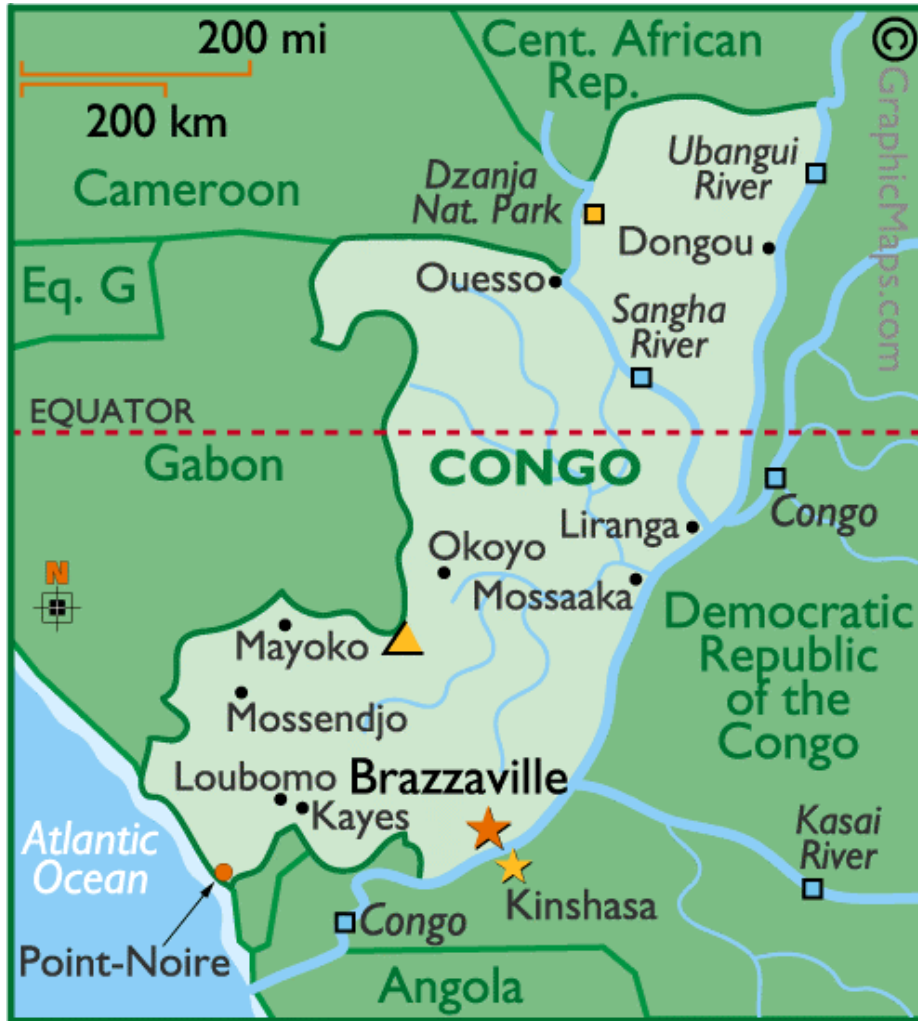 200 mi
200 km
Cent. African
Rep.
© GraphicMaps.com
Cameroon
Dzanja
Nat. Park
Ubangui
River
Dongou
Eq. G
Ouesso
Sangha
River
EQUATOR
Gabon
CONGO
Congo
Liranga
Okoyo
Mossaaka
N
Mayoko
Democratic
Republic
of the
Congo
Mossendjo
Loubomo
Brazzaville
Kayes
Atlantic
Ocean
Kasai
River
Kinshasa
Congo
Point-Noire
Angola